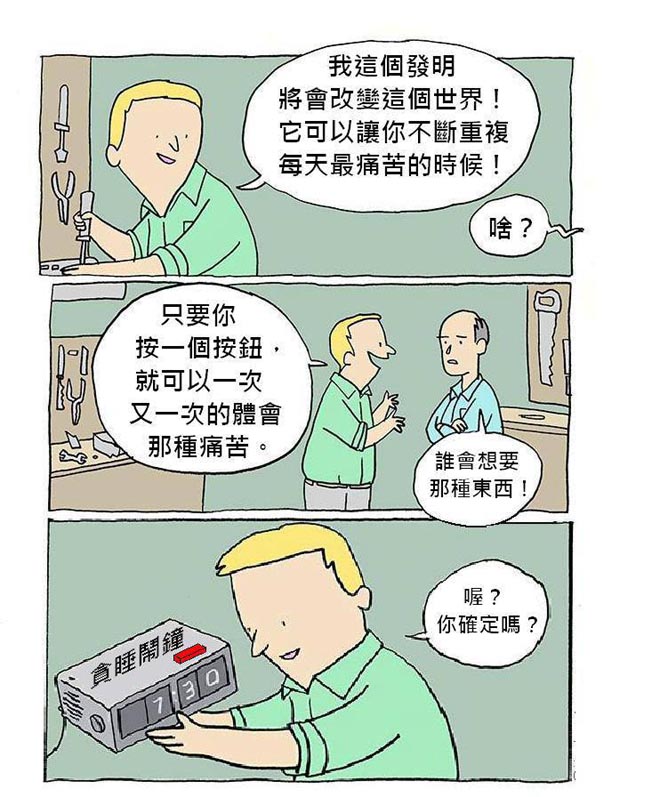 我這個發明
將會改變這個世界！
它可以讓你不斷重複
每天最痛苦的時候！
啥？
只要你
按一個按鈕，
就可以一次
又一次的體會
那種痛苦。
誰會想要
那種東西！
喔？
你確定嗎？
貪睡鬧鐘
7:30